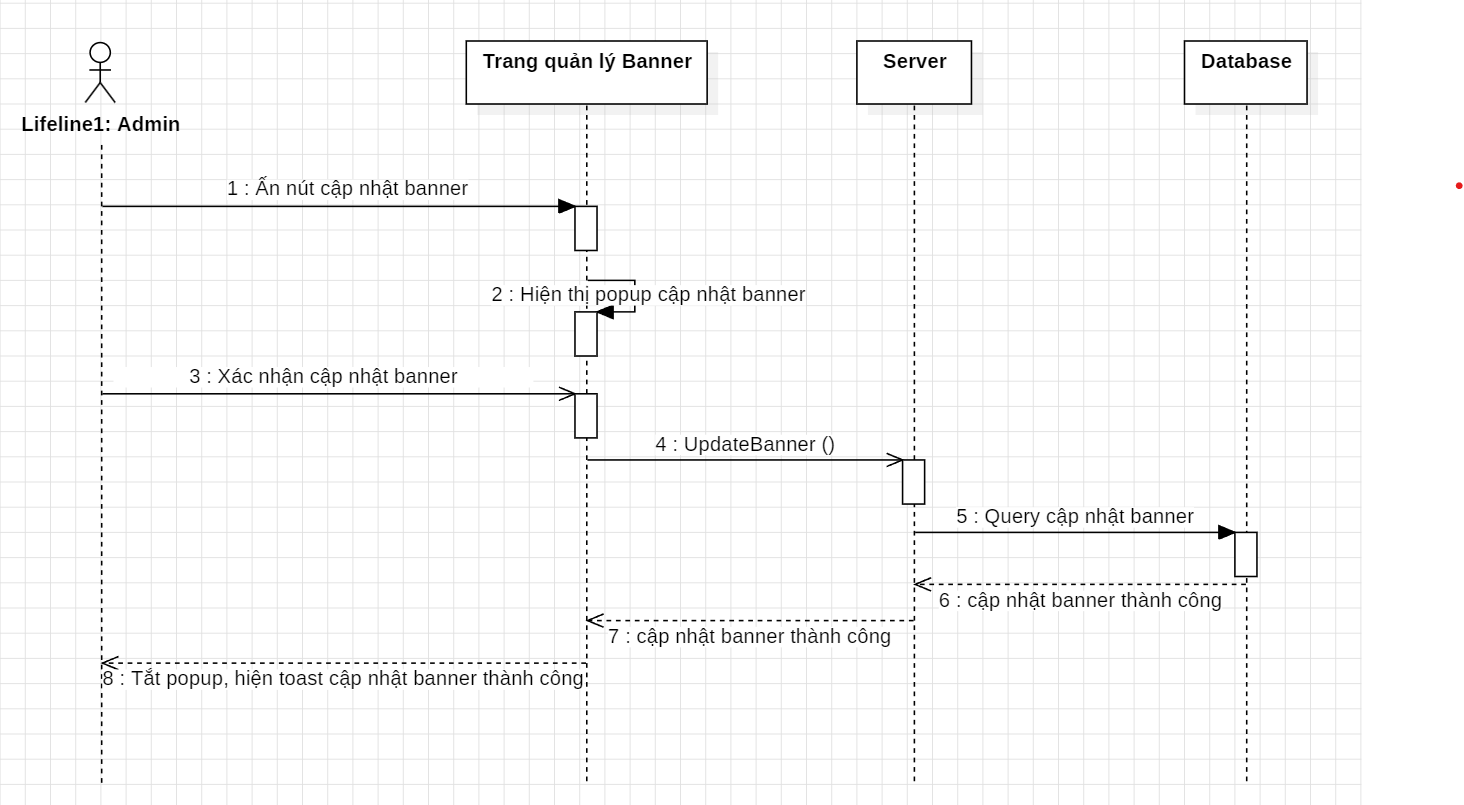 Trang quản lý Banner
Server
Database
Lifeline1: Admin
1 : Ấn nút cập nhật banner
2 : Hiện thị popup cập nhật banner
3 : Xác nhận cập nhật banner
4 : UpdateBanner ()
5 : Query cập nhật banner
6 : cập nhật banner thành công
7 : cập nhật banner thành công
8 : Tắt popup, hiện toast cập nhật banner thành công